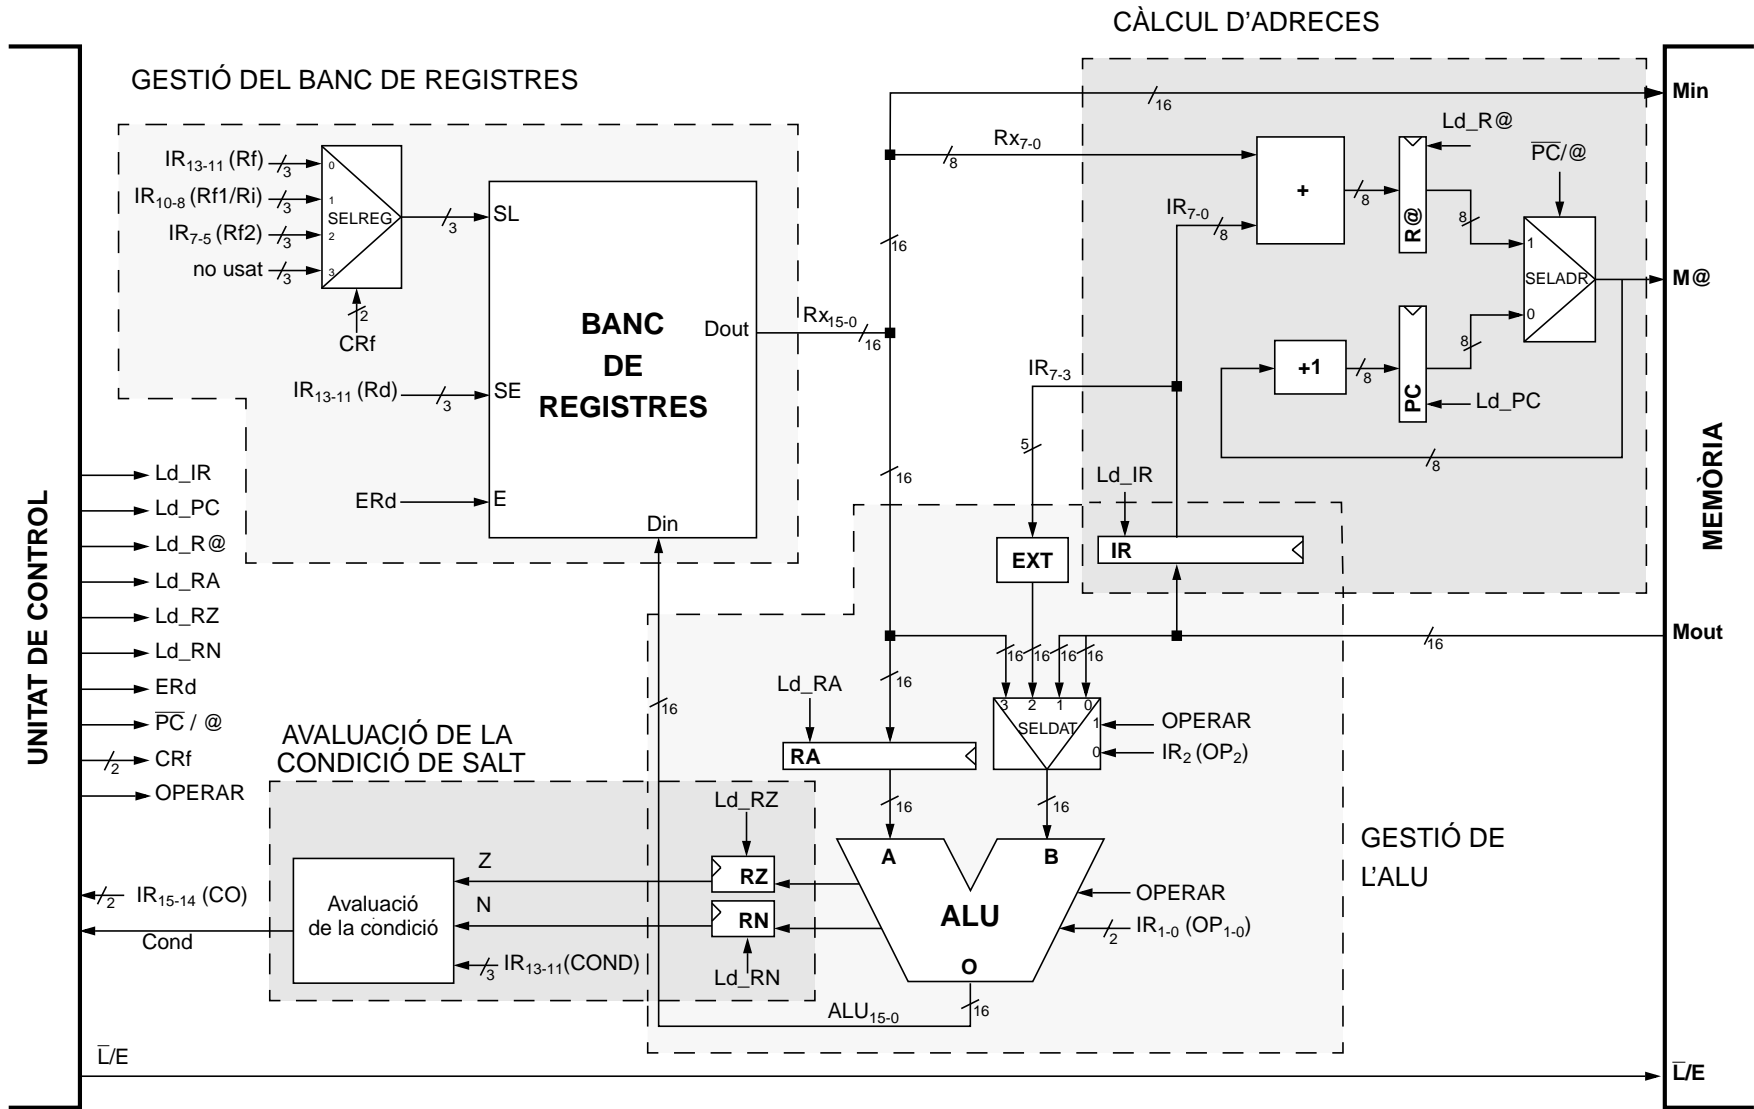 CÀLCUL D'ADRECES
GESTIÓ DEL BANC DE REGISTRES
UNITAT DE CONTROL
MEMÒRIA
IR13-11 (Rf)
3
0
IR10-8 (Rf1/Ri)
3
1
SELREG
IR7-5 (Rf2)
3
2
no usat
3
3
2
CRf
3
SL
BANC
DE
REGISTRES
Dout
IR13-11 (Rd)
3
SE
ERd
E
Din
Rx15-0
16
16
16
16
Min
Rx7-0
8
IR7-0
8
+
8
Ld_R@
R@
8
PC/@
1
SELADR
0
M@
+1
8
PC
8
Ld_PC
8
IR7-3
5
EXT
Ld_IR
IR
16
Mout
16
16
16
16
3
2
1
0
SELDAT
1
OPERAR
0
IR2 (OP2)
16
Ld_RA
RA
16
16
A
B
ALU
O
OPERAR
IR1-0 (OP1-0)
2
GESTIÓ DE
L'ALU
16
ALU15-0
16
Ld_IR
Ld_PC
Ld_R@
Ld_RA
Ld_RZ
Ld_RN
ERd
PC / @
2
CRf
OPERAR
2
IR15-14 (CO)
Cond
AVALUACIÓ DE LA
CONDICIÓ DE SALT
Avaluació
de la condició
Z
N
3
IR13-11(COND)
Ld_RZ
RZ
RN
Ld_RN
L/E
L/E